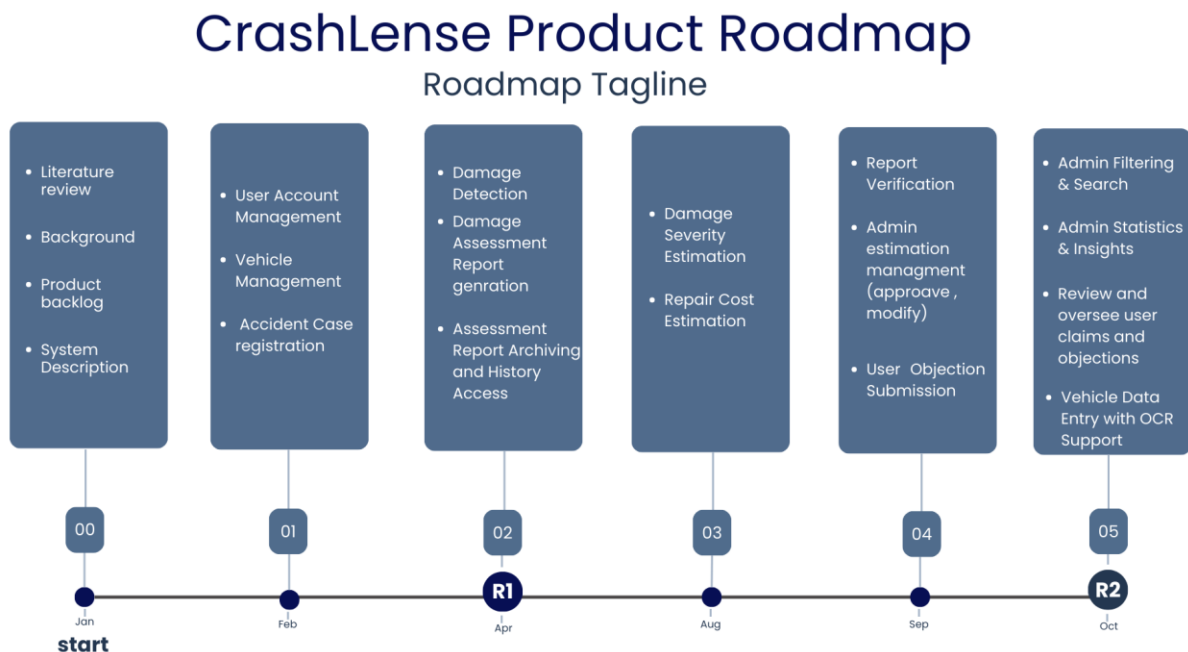 CrashLense Product Roadmap
Roadmap Tagline
• Literature
review
• Background
• Product
backlog
• System
Description
• User Account
Management
• Vehicle
Management
• Accident Case
registration
• Damage
Detection
• Damage
Assessment
Report
genration
• Assessment
Report Archiving
and History
Access
• Damage
Severity
Estimation
• Repair Cost
Estimation
• Report
Verification
• Admin
estimation
managment
(approave ,
modify)
• User Objection
Submission
• Admin Filtering
& Search
• Admin Statistics
& Insights
• Review and
oversee user
claims and
objections
• Vehicle Data
Entry with OCR
Support
00
01
02
03
04
05
R1
R2
Jan
Feb
Apr
Aug
Sep
Oct
start